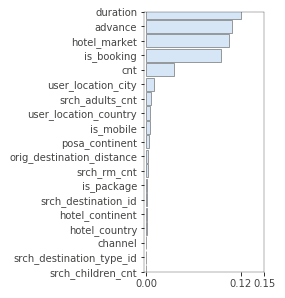 duration
advance
hotel_market
is_booking
cnt
user_location_city
srch_adults_cnt
user_location_country
is_mobile
posa_continent
orig_destination_distance
srch_rm_cnt
is_package
srch_destination_id
hotel_continent
hotel_country
channel
srch_destination_type_id
srch_children_cnt
0.00 0.12 0.15